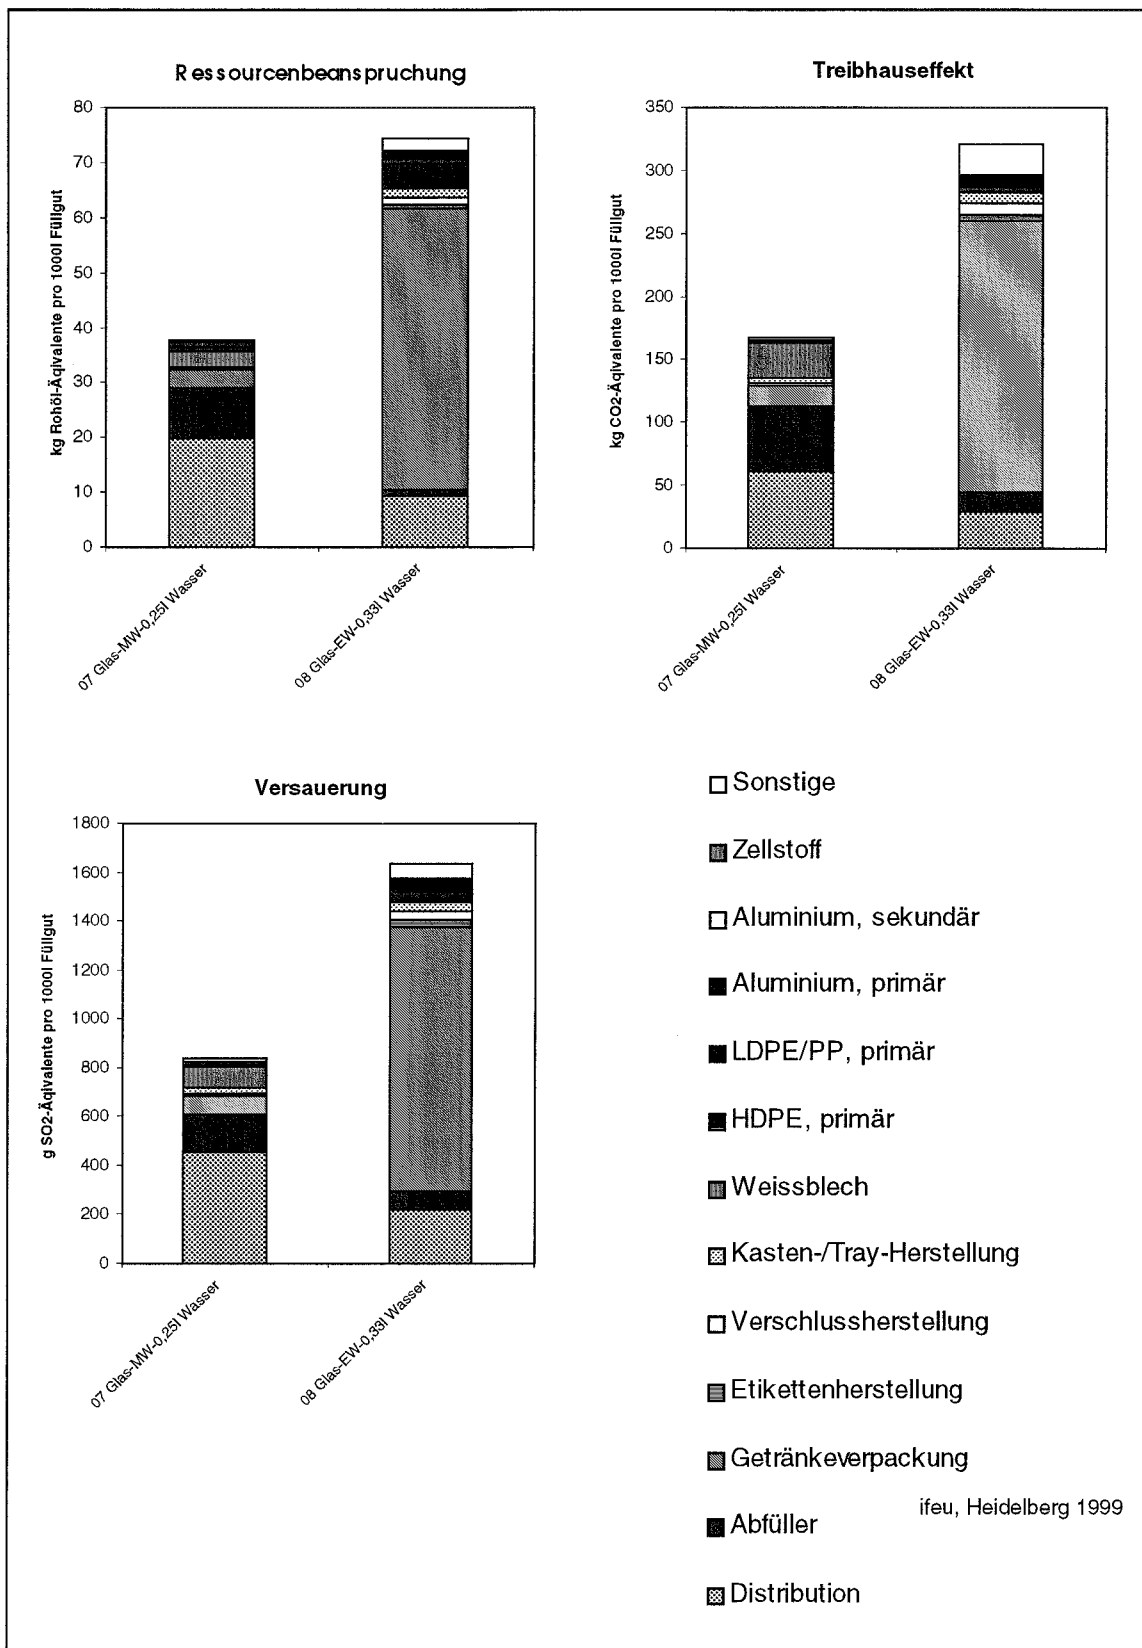 Ressourcenbeanspruchung
kg Rohöl-Äqivalente pro 1000l Füllgut
80
70
60
50
40
30
20
10
0
07 Glas-MW-0,25l Wasser
08 Glas-EW-0,33l Wasser
Treibhauseffekt
kg CO2-Äqivalente pro 1000l Füllgut
350
300
250
200
150
100
50
0
07 Glas-MW-0,25l Wasser
08 Glas-EW-0,33l Wasser
Versauerung
g SO2-Äqivalente pro 1000l Füllgut
1800
1600
1400
1200
1000
800
600
400
200
0
07 Glas-MW-0,25l Wasser
08 Glas-EW-0,33l Wasser
Sonstige
Zellstoff
Aluminium, sekundär
Aluminium, primär
LDPE/PP, primär
HDPE, primär
Weissblech
Kasten-/Tray-Herstellung
Verschlussherstellung
Etikettenherstellung
Getränkeverpackung
Abfüller
Distribution
ifeu, Heidelberg 1999